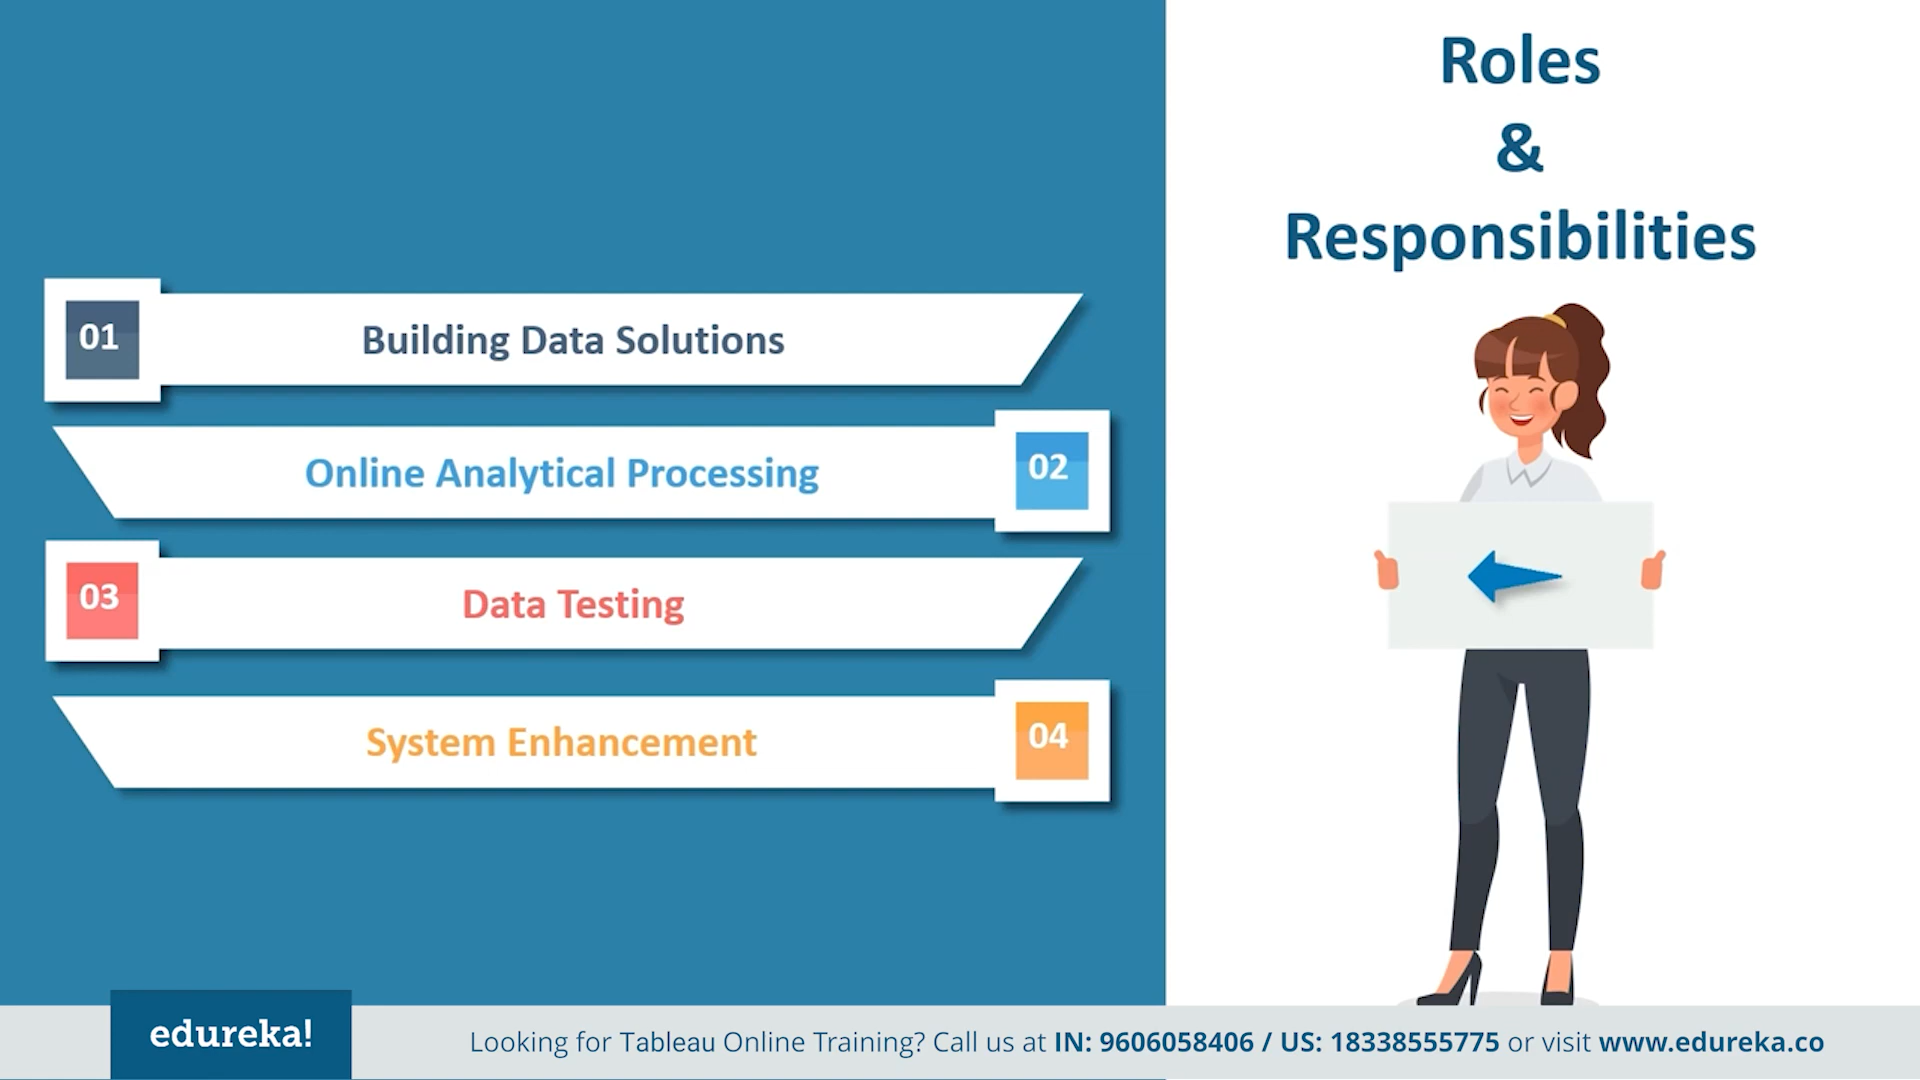 Roles
&
Responsibilities
01
Building Data Solutions
Online Analytical Processing
02
03
Data Testing
System Enhancement
04
edureka!
Looking for Tableau Online Training? Call us at IN: 9606058406 / US: 18338555775 or visit www.edureka.co